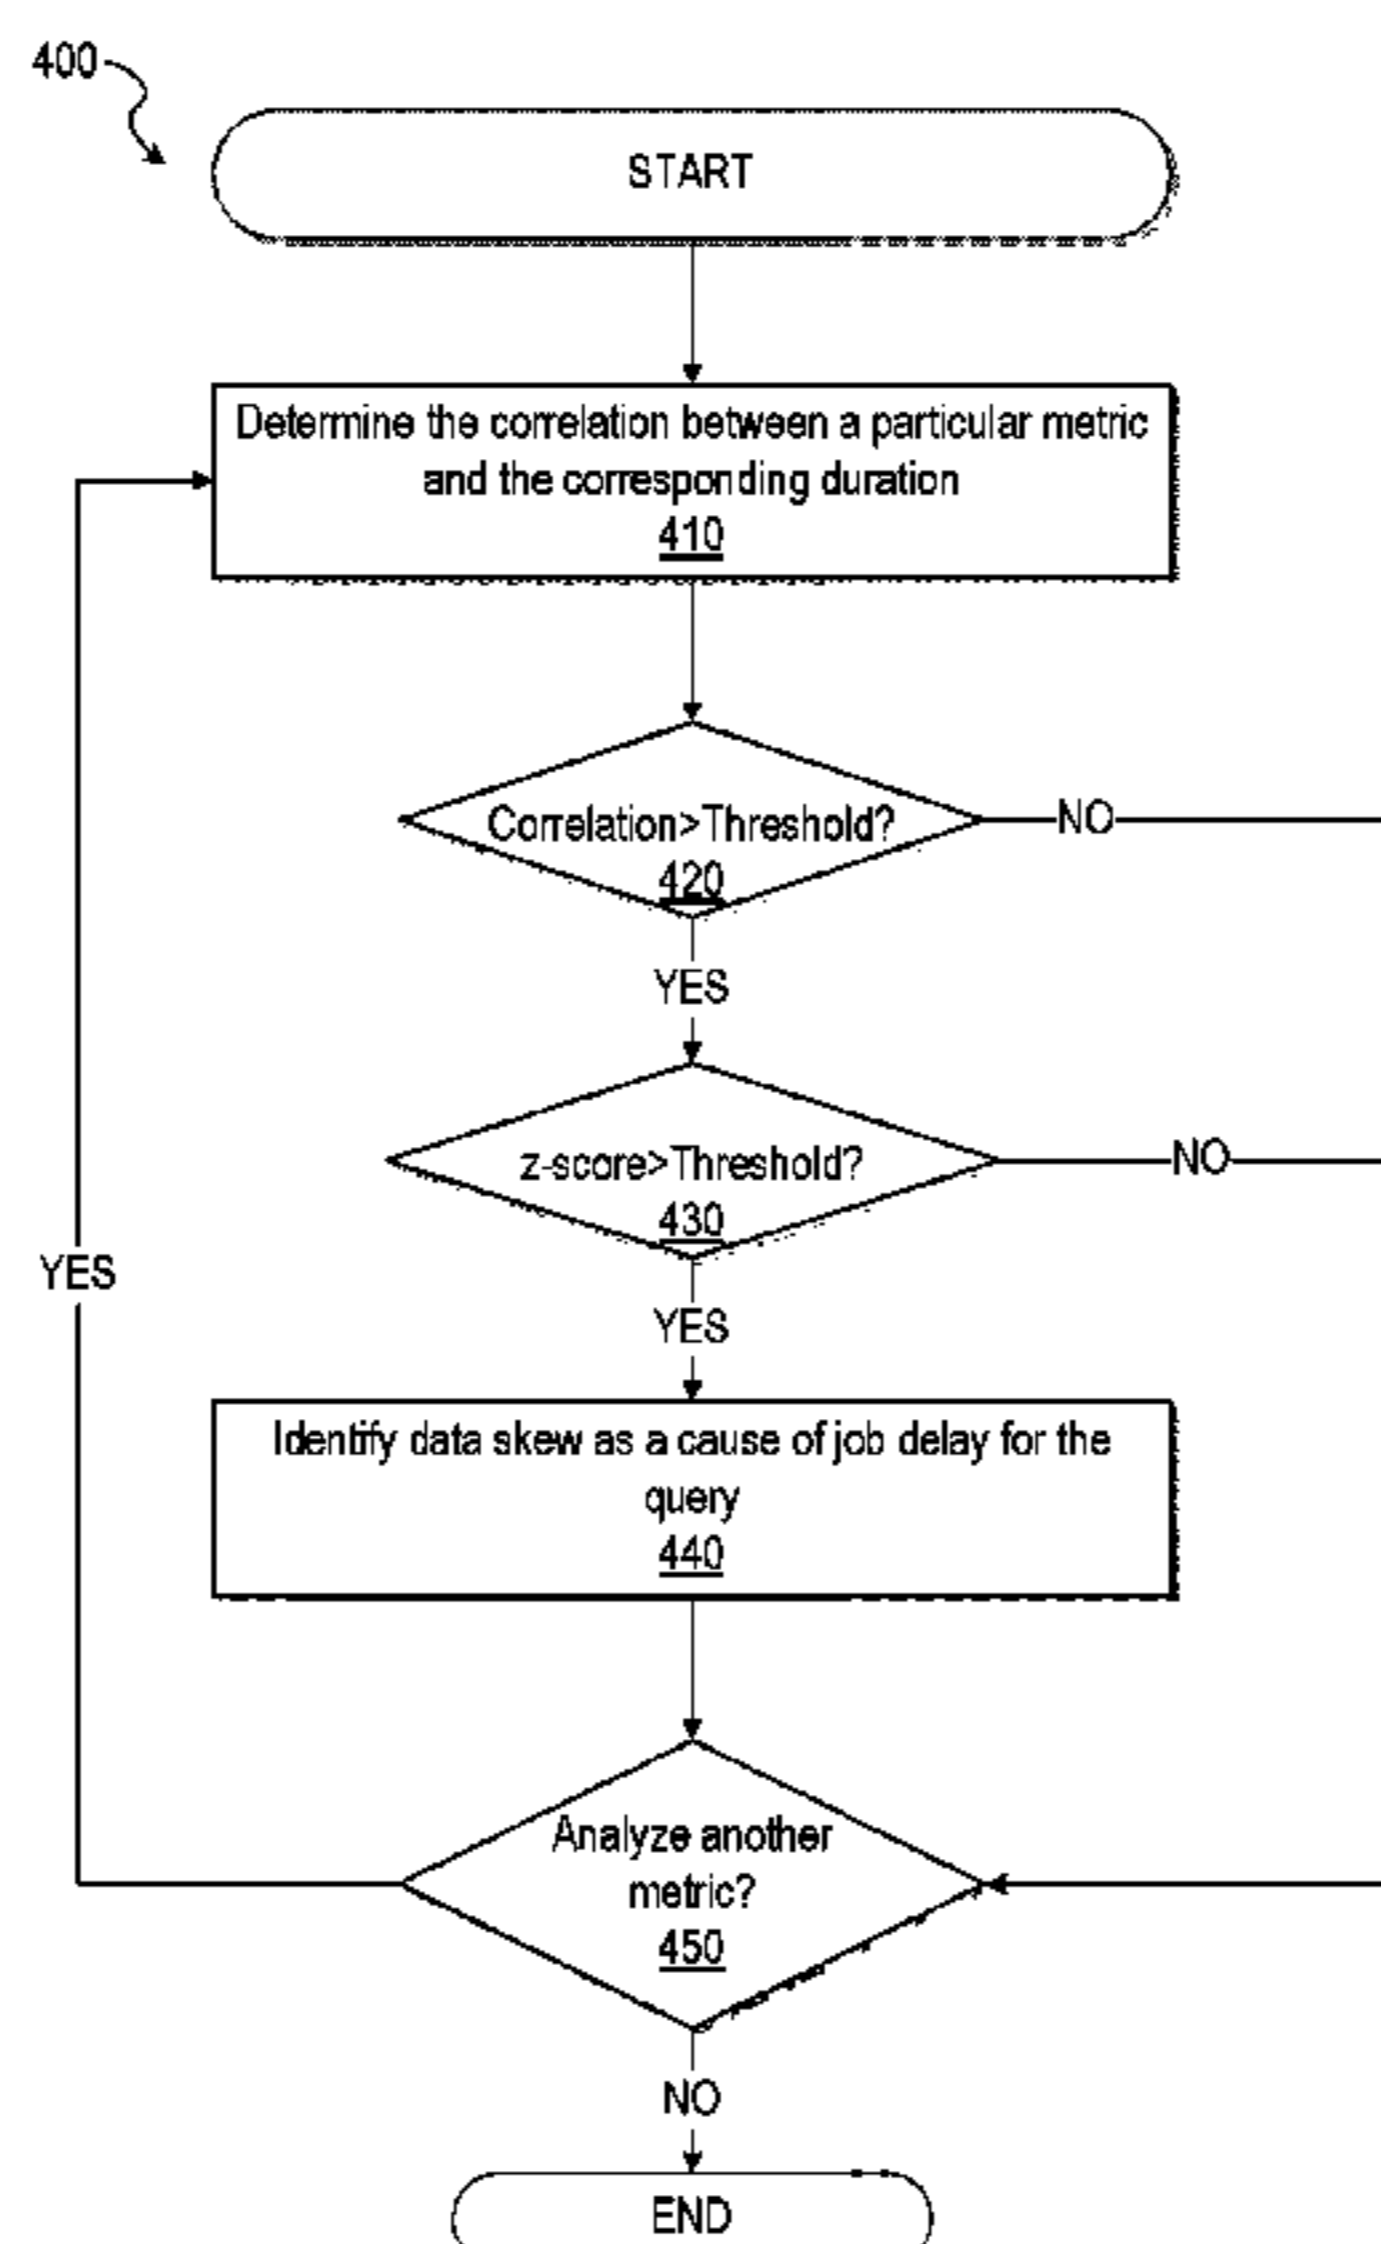 400
START
Determine the correlation between a particular metric
and the corresponding duration
410
Correlation>Threshold?
420
NO
YES
z-score>Threshold?
430
NO
YES
YES
Identify data skew as a cause of job delay for the
query
440
Analyze another
metric?
450
NO
END